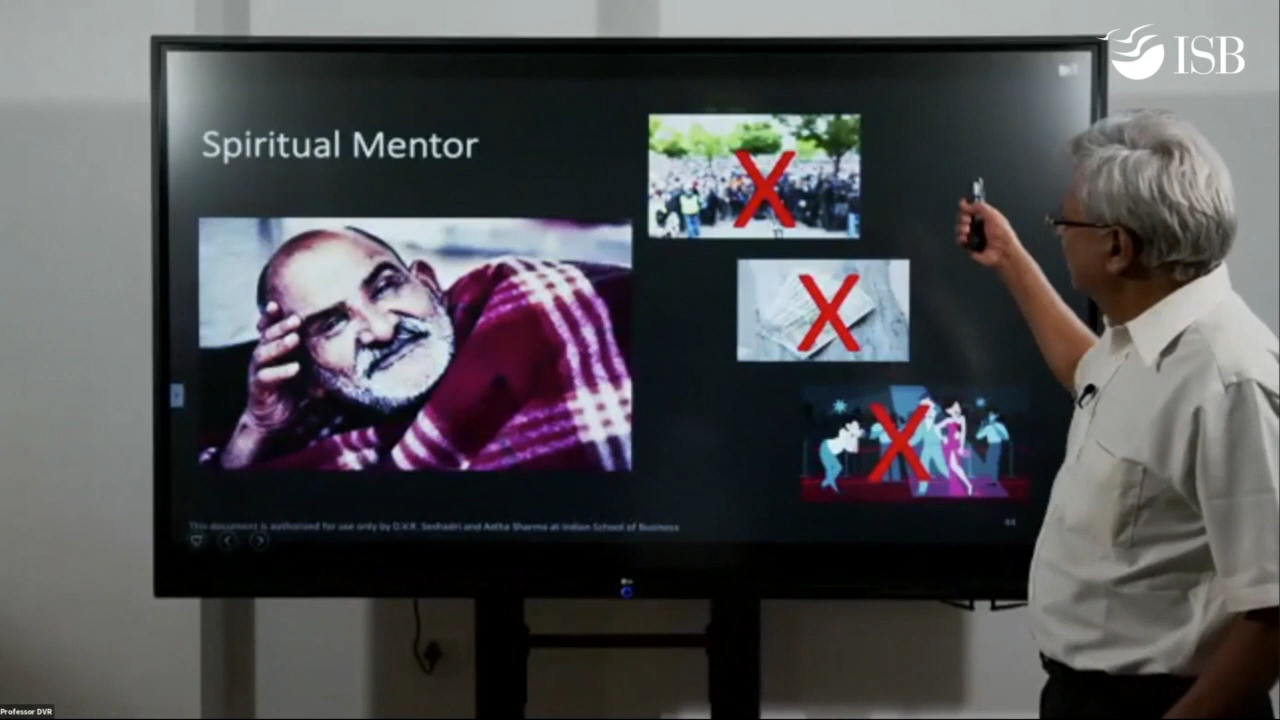 ISB
Spiritual Mentor
X
X
X
This document is authorized for use only by D.V.R. Seshadri and Astha Sharma at Indian School of Business
44
Professor DVR